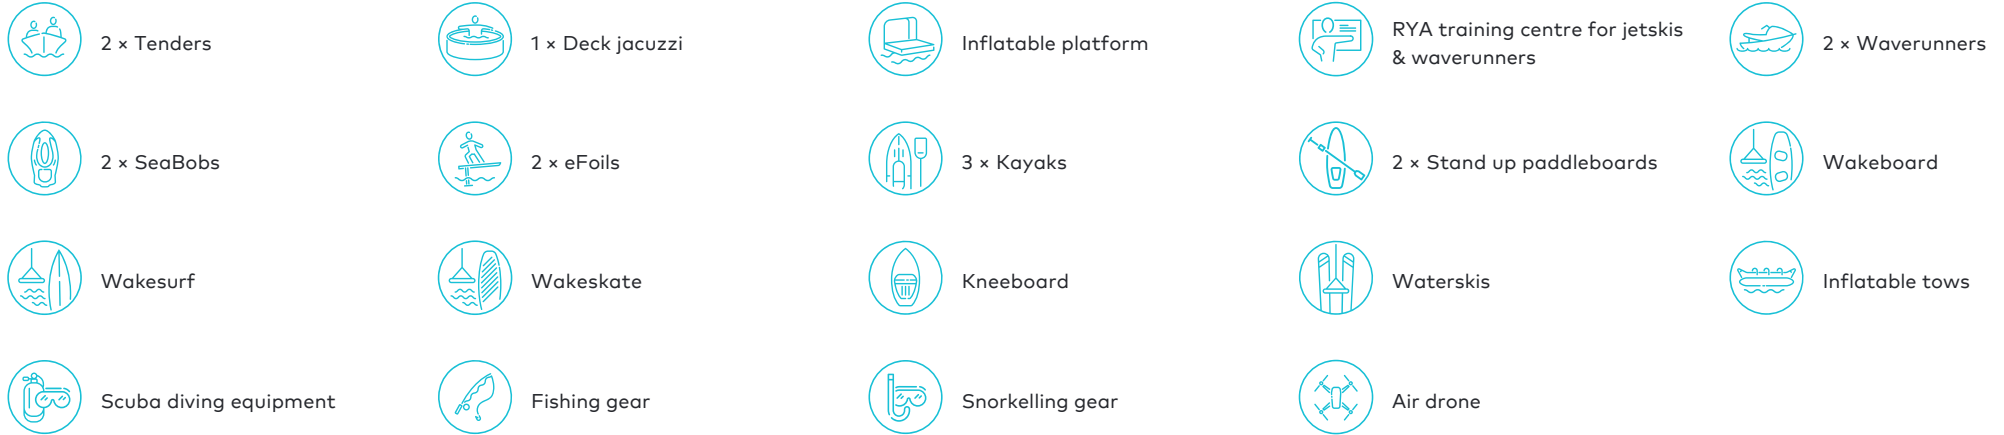 2 × Tenders
1 × Deck jacuzzi
Inflatable platform
RYA training centre for jetskis
& waverunners
2 × Waverunners
2 × SeaBobs
2 × eFoils
3 × Kayaks
2 × Stand up paddleboards
Wakeboard
Wakesurf
Wakeskate
Kneeboard
Waterskis
Inflatable tows
Scuba diving equipment
Fishing gear
Snorkelling gear
Air drone